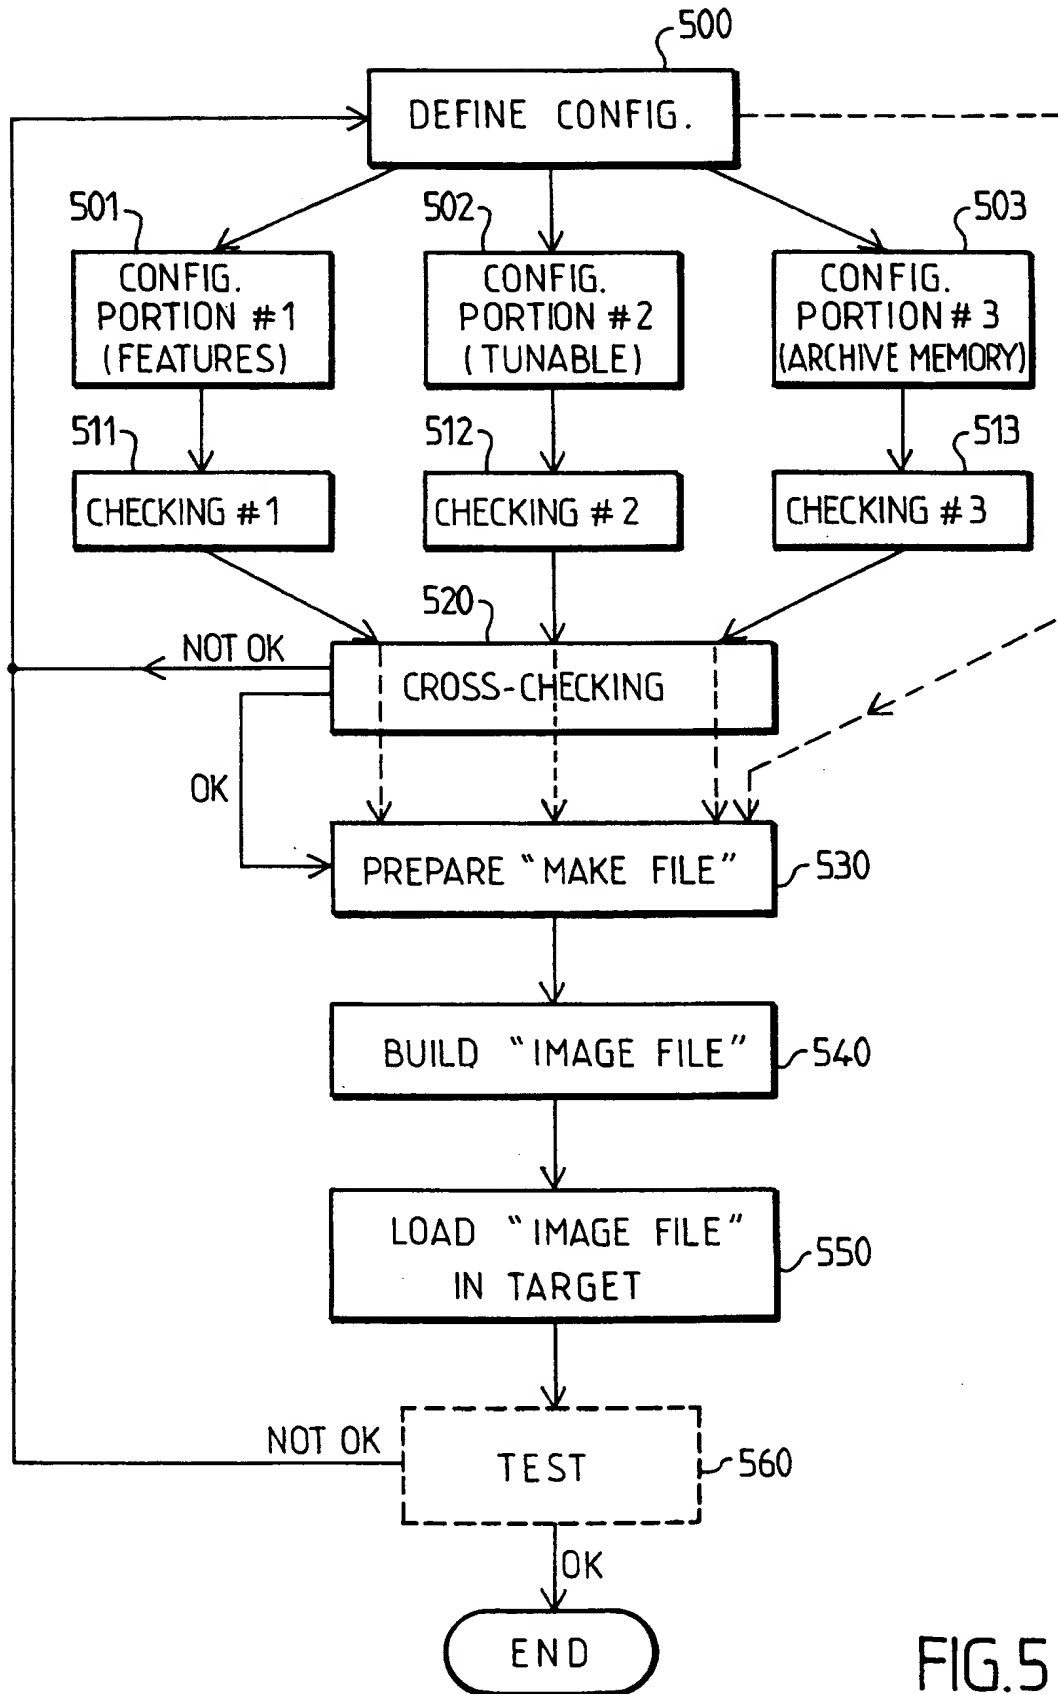 500
DEFINE CONFIG.
501
502
503
CONFIG.
PORTION #1
(FEATURES)
CONFIG.
PORTION #2
(TUNABLE)
CONFIG.
PORTION #3
(ARCHIVE MEMORY)
511
512
513
CHECKING #1
CHECKING #2
CHECKING #3
520
NOT OK
CROSS-CHECKING
OK
PREPARE “MAKE FILE”
530
BUILD “IMAGE FILE”
540
LOAD “IMAGE FILE”
IN TARGET
550
NOT OK
TEST
560
OK
END
FIG.5